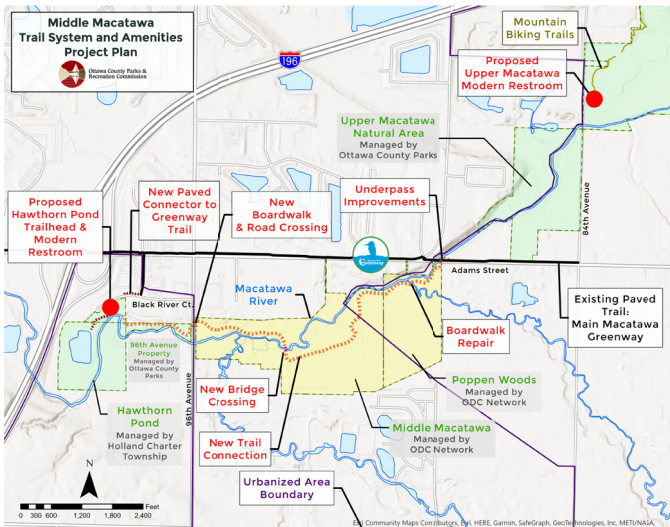 Middle Macatawa
Trail System and Amenities
Project Plan
Ottawa County Parks &
Recreation Commission
196
Mountain
Biking Trails
Proposed
Upper Macatawa
Modern Restroom
Upper Macatawa
Natural Area
Managed by
Ottawa County Parks
84th Avenue
Proposed
Hawthorn Pond
Trailhead &
Modern
Restroom
New Paved
Connector to
Greenway
Trail
New
Boardwalk
& Road Crossing
Underpass
Improvements
Adams Street
Black River Ct.
Macatawa
River
Existing Paved
Trail:
Main Macatawa
Greenway
Boardwalk
Repair
96th Avenue
Property
Managed by
Ottawa County
Parks
96th Avenue
New Bridge
Crossing
Poppen Woods
Managed by
ODC Network
Hawthorn
Pond
Managed by
Holland Charter
Township
Middle Macatawa
Managed by
ODC Network
New Trail
Connection
N
Urbanized Area
Boundary
0 300 600 1,200 1,800 2,400
Feet
Esri Community Maps Contributors, Esri, HERE, Garmin, SafeGraph, GeoTechnologies, Inc, METI/NASA,